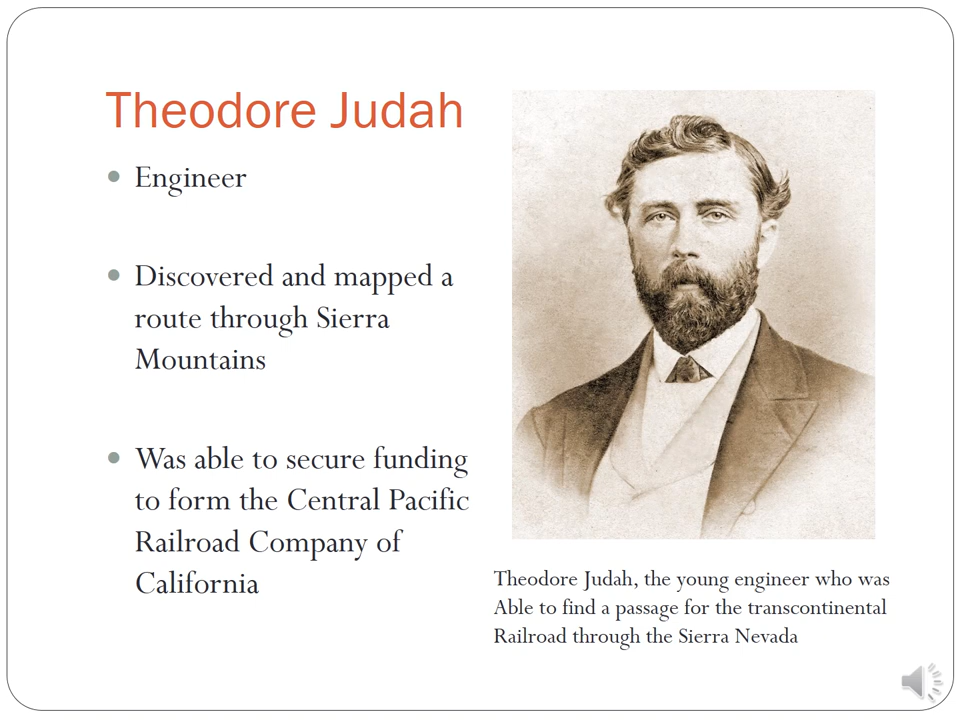 Theodore Judah
Engineer
Discovered and mapped a
route through Sierra
Mountains
Was able to secure funding
to form the Central Pacific
Railroad Company of
California
Theodore Judah, the young engineer who was
Able to find a passage for the transcontinental
Railroad through the Sierra Nevada